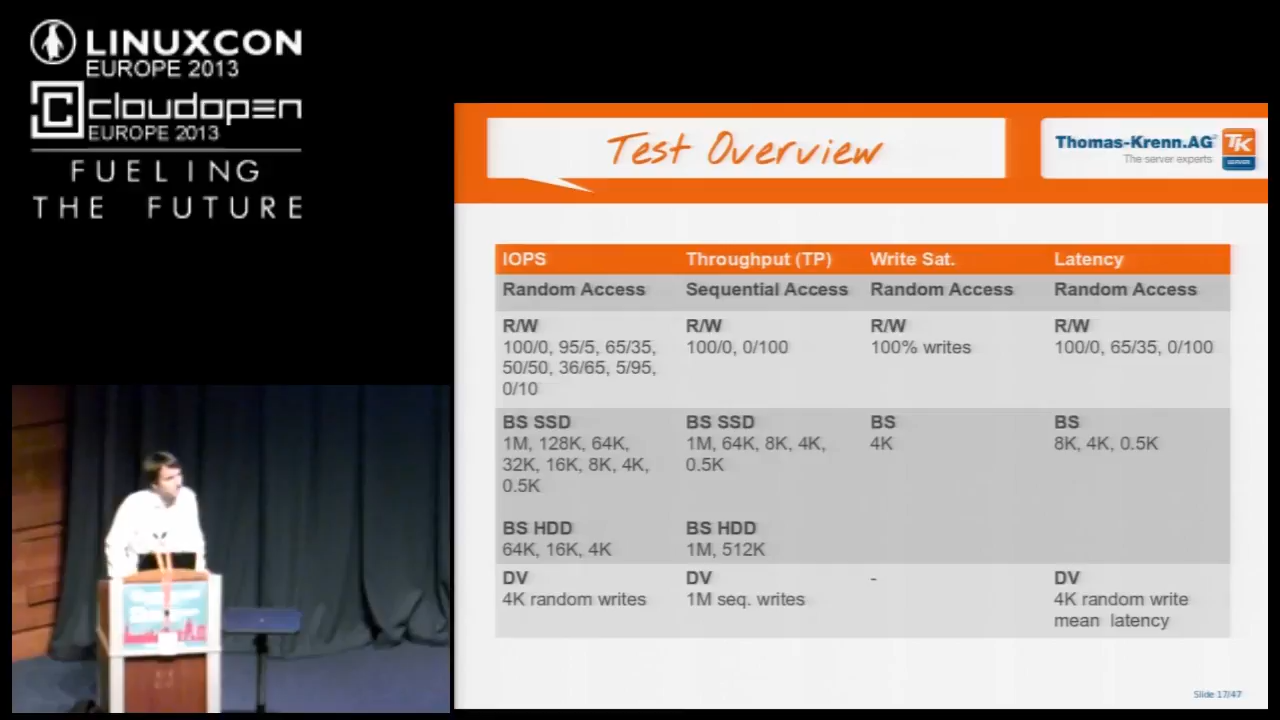 LINUXCON
EUROPE 2013
cloudopen
EUROPE 2013
FUELING
THE FUTURE
Test Overview
Thomas-Krenn.AG
The server experts.
TK
SERVER
IOPS
Throughput (TP)
Write Sat.
Latency
Random Access
Sequential Access
Random Access
Random Access
R/W
100/0, 95/5, 65/35,
50/50, 36/65, 5/95,
0/10
R/W
100/0, 0/100
R/W
100% writes
R/W
100/0, 65/35, 0/100
BS SSD
1M, 128K, 64K,
32K, 16K, 8K, 4K,
0.5K
BS HDD
64K, 16K, 4K
BS SSD
1M, 64K, 8K, 4K,
0.5K
BS HDD
1M, 512K
BS
4K
BS
8K, 4K, 0.5K
DV
4K random writes
DV
1M seq. writes
-
DV
4K random write
mean latency
Slide 17/47